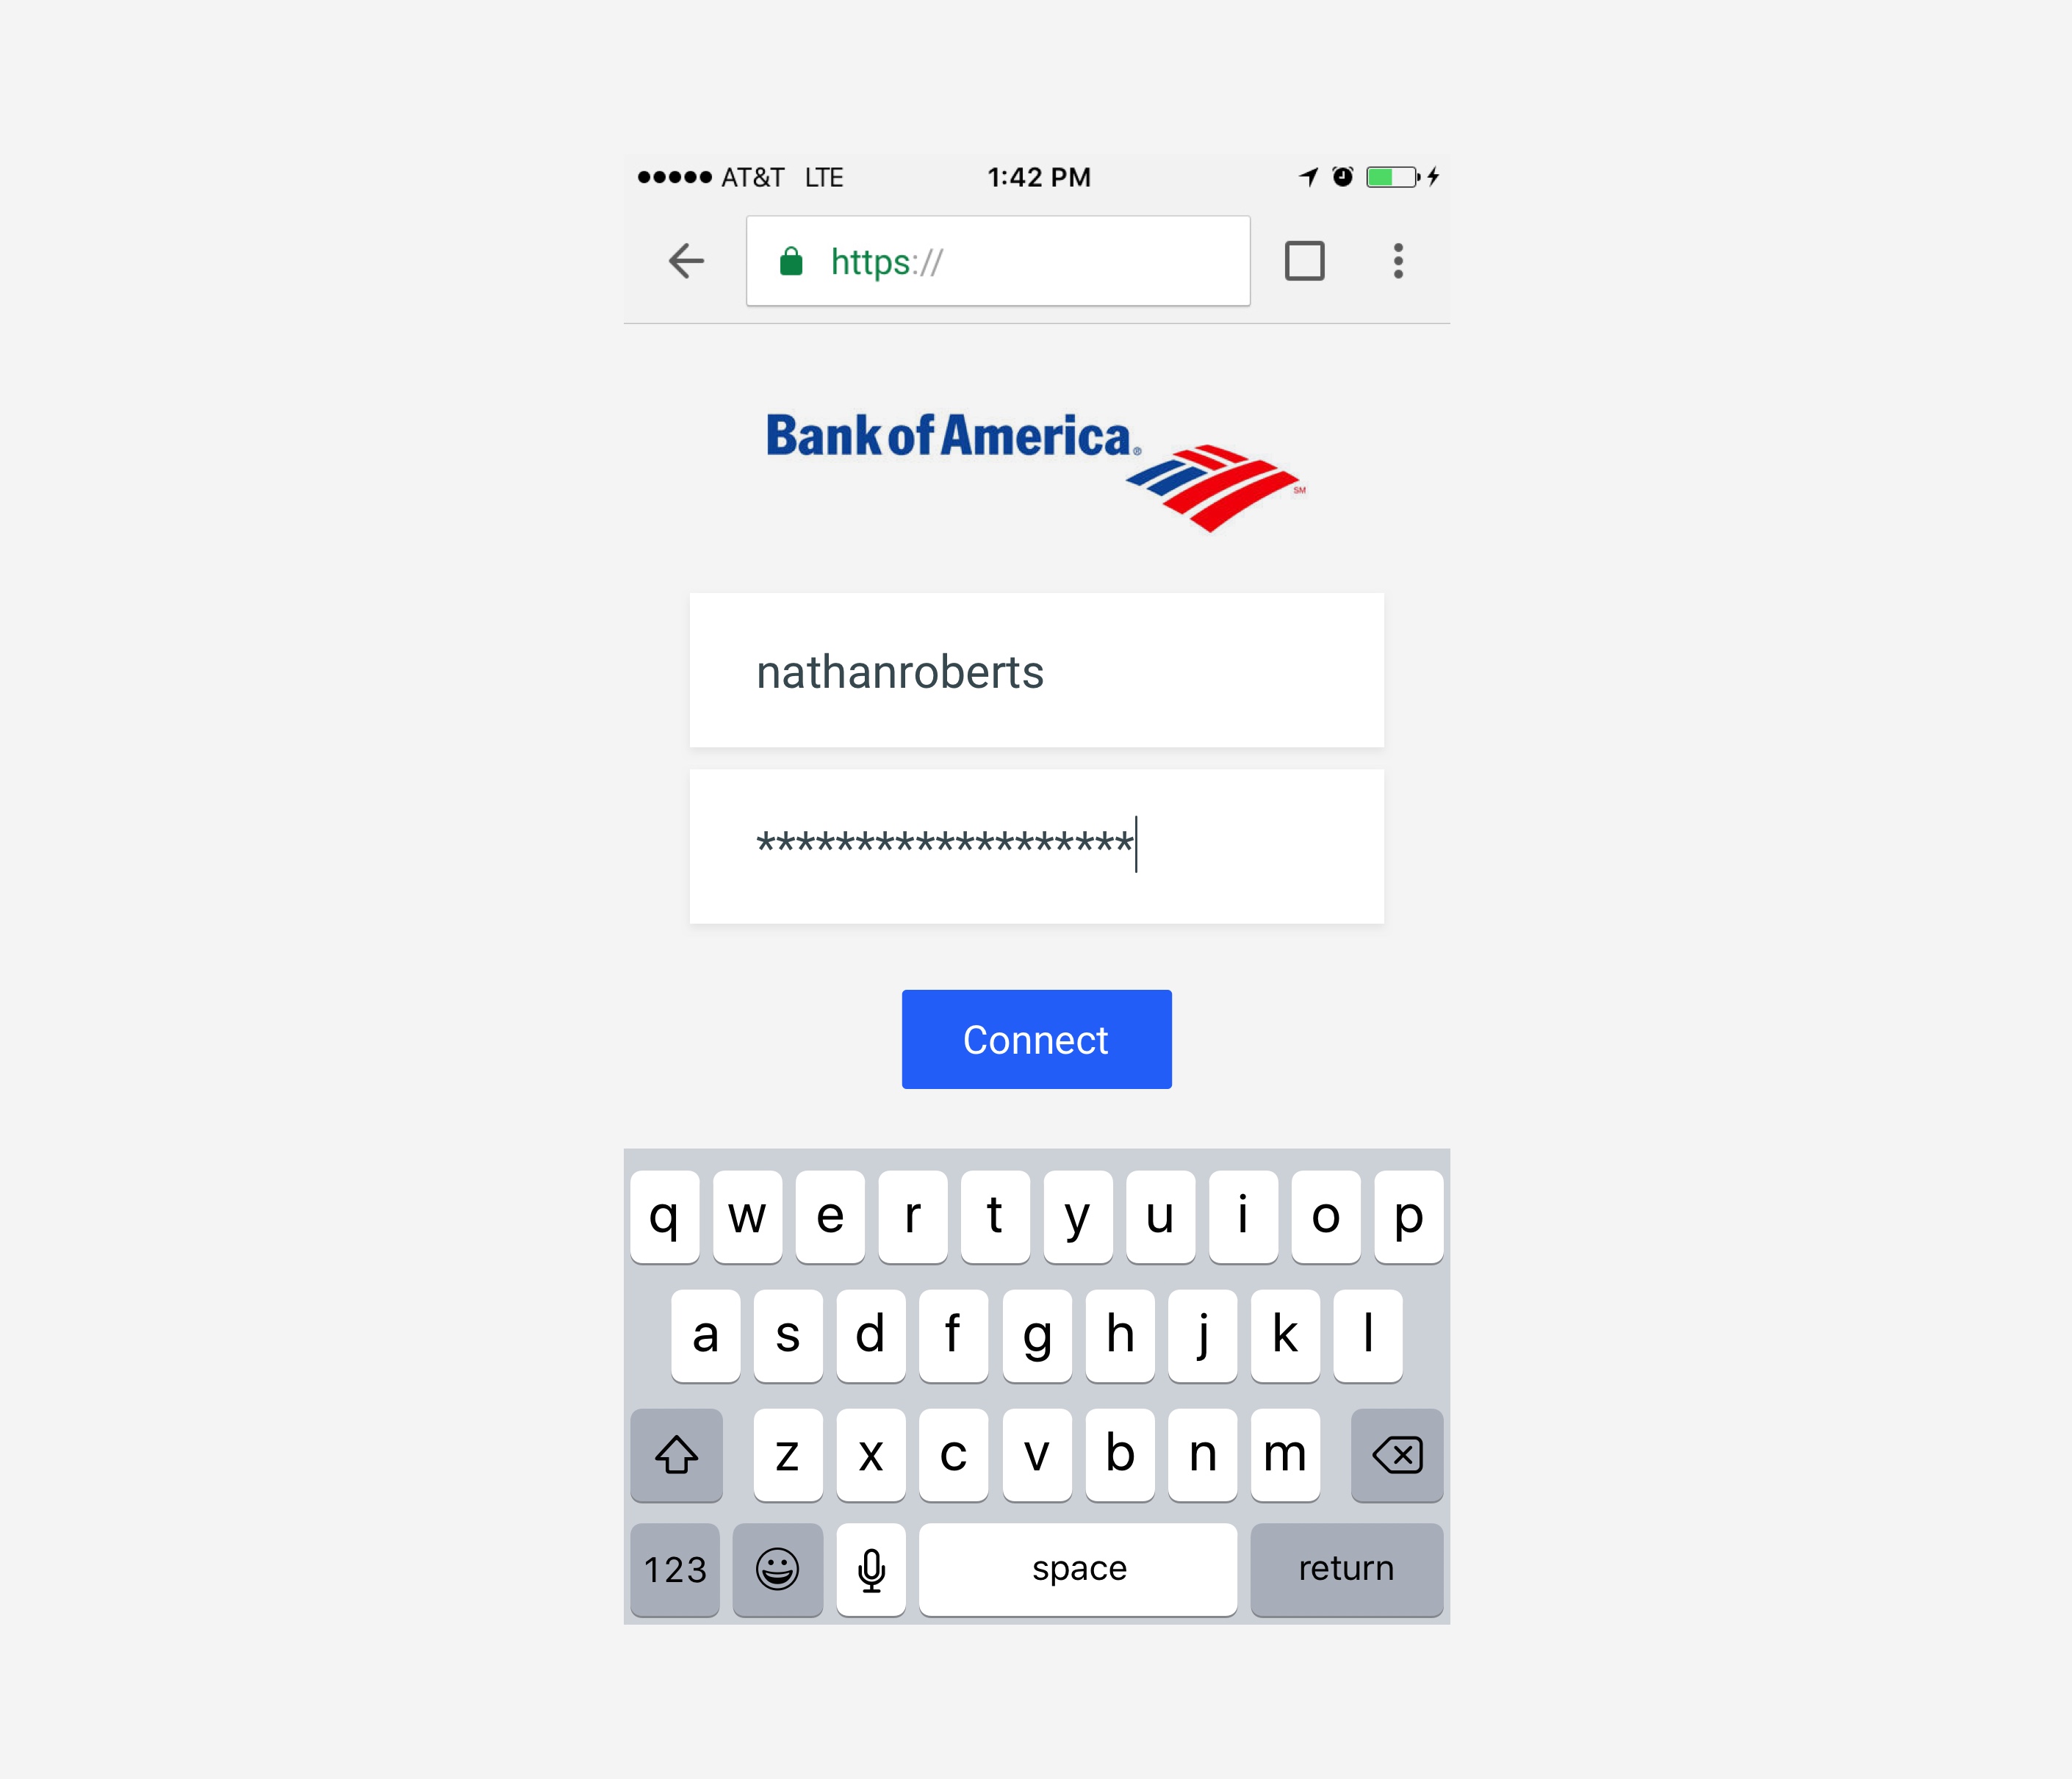 AT&T LTE 1:42 PM
https://
Bank of America®
SM
nathanroberts
*******************
Connect
q w e r t y u i o p
a s d f g h j k l
z x c v b n m
123 space return